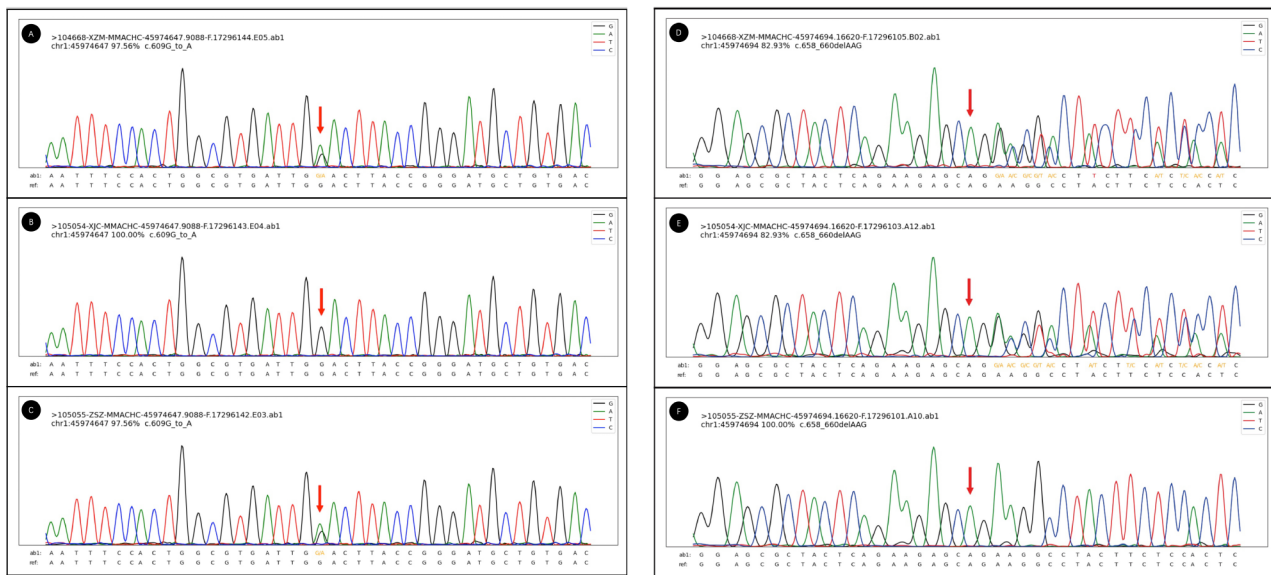 A
>104668-XZM-MMACHC-45974647.9088-F.17296144.E05.ab1
chr1:45974647 97.56% c.609G_to_A
G
A
T
C
ab1: A A T T T C C A C T G G C G T G A T T G G/A A C T T A C C G G G A T G C T G T G A C
ref: A A T T T C C A C T G G C G T G A T T G G A C T T A C C G G G A T G C T G T G A C
B
>105054-XJC-MMACHC-45974647.9088-F.17296143.E04.ab1
chr1:45974647 100.00% c.609G_to_A
G
A
T
C
ab1: A A T T T C C A C T G G C G T G A T T G G A C T T A C C G G G A T G C T G T G A C
ref: A A T T T C C A C T G G C G T G A T T G G A C T T A C C G G G A T G C T G T G A C
C
>105055-ZSZ-MMACHC-45974647.9088-F.17296142.E03.ab1
chr1:45974647 97.56% c.609G_to_A
G
A
T
C
ab1: A A T T T C C A C T G G C G T G A T T G G/A A C T T A C C G G G A T G C T G T G A C
ref: A A T T T C C A C T G G C G T G A T T G G A C T T A C C G G G A T G C T G T G A C
D
>104668-XZM-MMACHC-45974694.16620-F.17296105.B02.ab1
chr1:45974694 82.93% c.658_660delAAG
G
A
T
C
ab1: G G A G C G C T A C T C A G A A G A G C A G G/A A/C G/C G/T A/C C T T C T T C A/T C T/C A/C C A/T C
ref: G G A G C G C T A C T C A G A A G A G C A G A A G G C C T A C T T C T C C A C T C
E
>105054-XJC-MMACHC-45974694.16620-F.17296103.A12.ab1
chr1:45974694 82.93% c.658_660delAAG
G
A
T
C
ab1: G G A G C G C T A C T C A G A A G A G C A G G/A A/C G/C G/T A/C C T A/T C T T/C C A/T C T/C A/C C A/T C
ref: G G A G C G C T A C T C A G A A G A G C A G A A G G C C T A C T T C T C C A C T C
F
>105055-ZSZ-MMACHC-45974694.16620-F.17296101.A10.ab1
chr1:45974694 100.00% c.658_660delAAG
G
A
T
C
ab1: G G A G C G C T A C T C A G A A G A G C A G A A G G C C T A C T T C T C C A C T C
ref: G G A G C G C T A C T C A G A A G A G C A G A A G G C C T A C T T C T C C A C T C